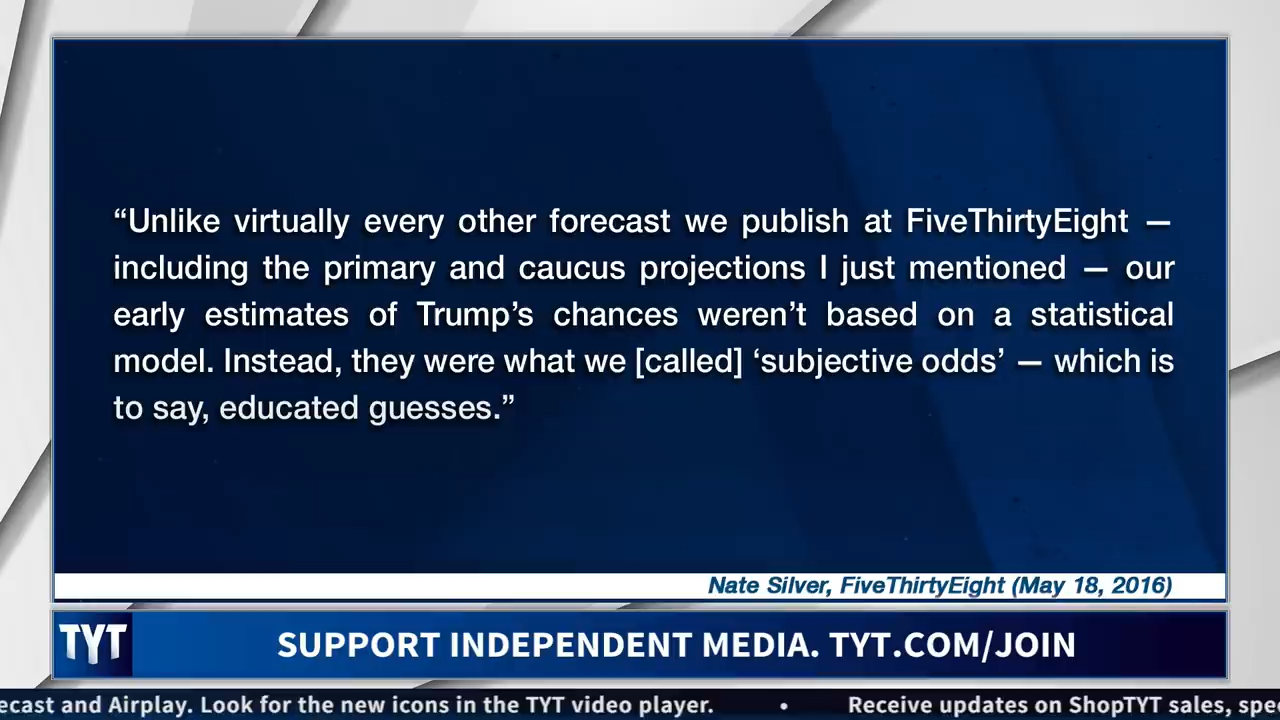 “Unlike virtually every other forecast we publish at FiveThirtyEight —
including the primary and caucus projections I just mentioned — our
early estimates of Trump’s chances weren’t based on a statistical
model. Instead, they were what we [called] ‘subjective odds’ — which is
to say, educated guesses.”
Nate Silver, FiveThirtyEight (May 18, 2016)
TYT SUPPORT INDEPENDENT MEDIA. TYT.COM/JOIN
and Airplay. Look for the new icons in the TYT video player. • Receive updates on ShopTYT sales,